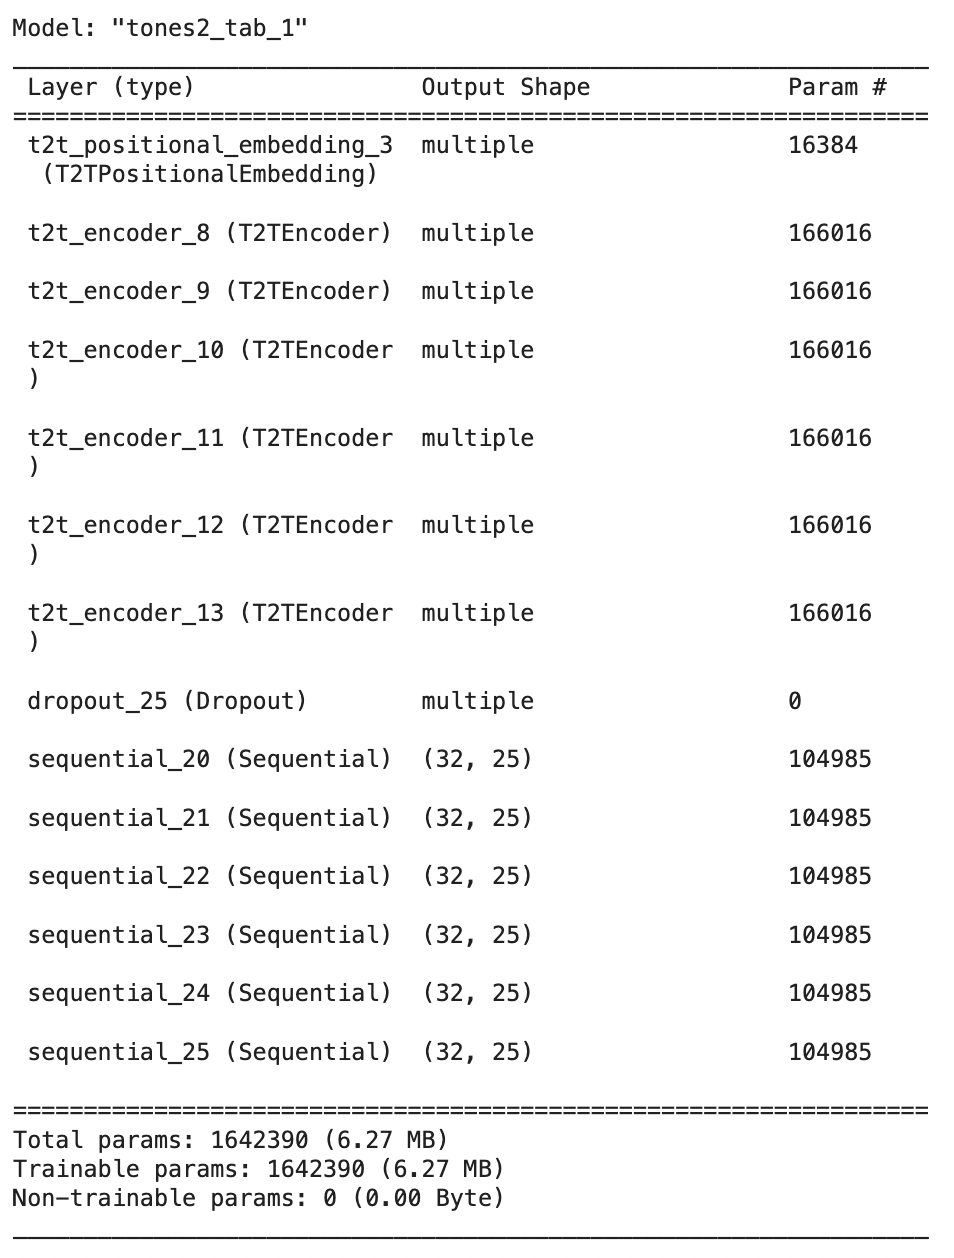 Model: "tones2_tab_1"
Layer (type) Output Shape Param #
t2t_positional_embedding_3 multiple 16384
(T2TPositionalEmbedding)
t2t_encoder_8 (T2TEncoder) multiple 166016
t2t_encoder_9 (T2TEncoder) multiple 166016
t2t_encoder_10 (T2TEncoder multiple 166016
)
t2t_encoder_11 (T2TEncoder multiple 166016
)
t2t_encoder_12 (T2TEncoder multiple 166016
)
t2t_encoder_13 (T2TEncoder multiple 166016
)
dropout_25 (Dropout) multiple 0
sequential_20 (Sequential) (32, 25) 104985
sequential_21 (Sequential) (32, 25) 104985
sequential_22 (Sequential) (32, 25) 104985
sequential_23 (Sequential) (32, 25) 104985
sequential_24 (Sequential) (32, 25) 104985
sequential_25 (Sequential) (32, 25) 104985
Total params: 1642390 (6.27 MB)
Trainable params: 1642390 (6.27 MB)
Non-trainable params: 0 (0.00 Byte)